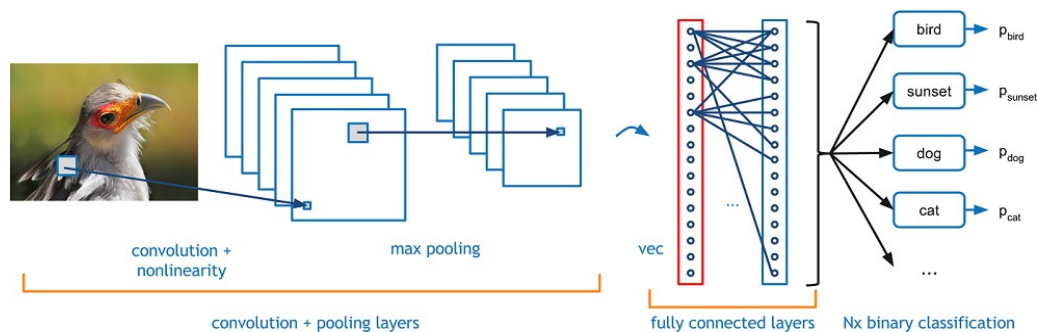 bird
p_bird
sunset
p_sunset
dog
p_dog
cat
p_cat
...
...
convolution +
nonlinearity
max pooling
vec
convolution + pooling layers
fully connected layers
Nx binary classification